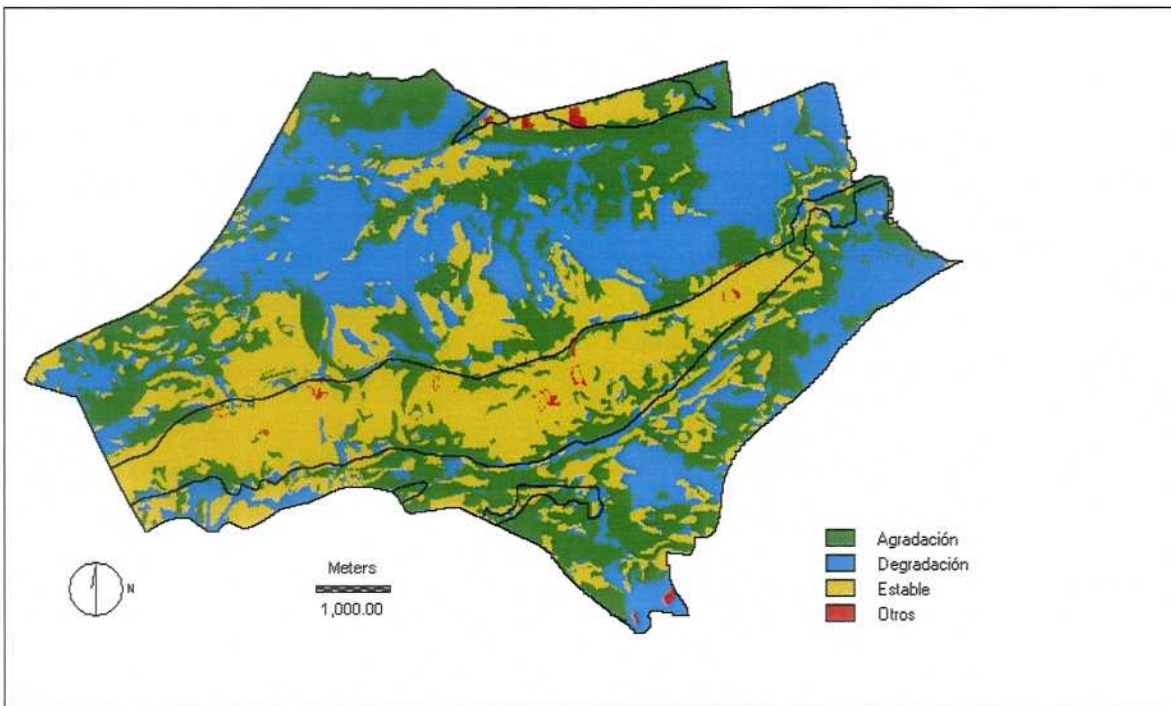 N
Meters
1,000.00
Agradación
Degradación
Estable
Otros